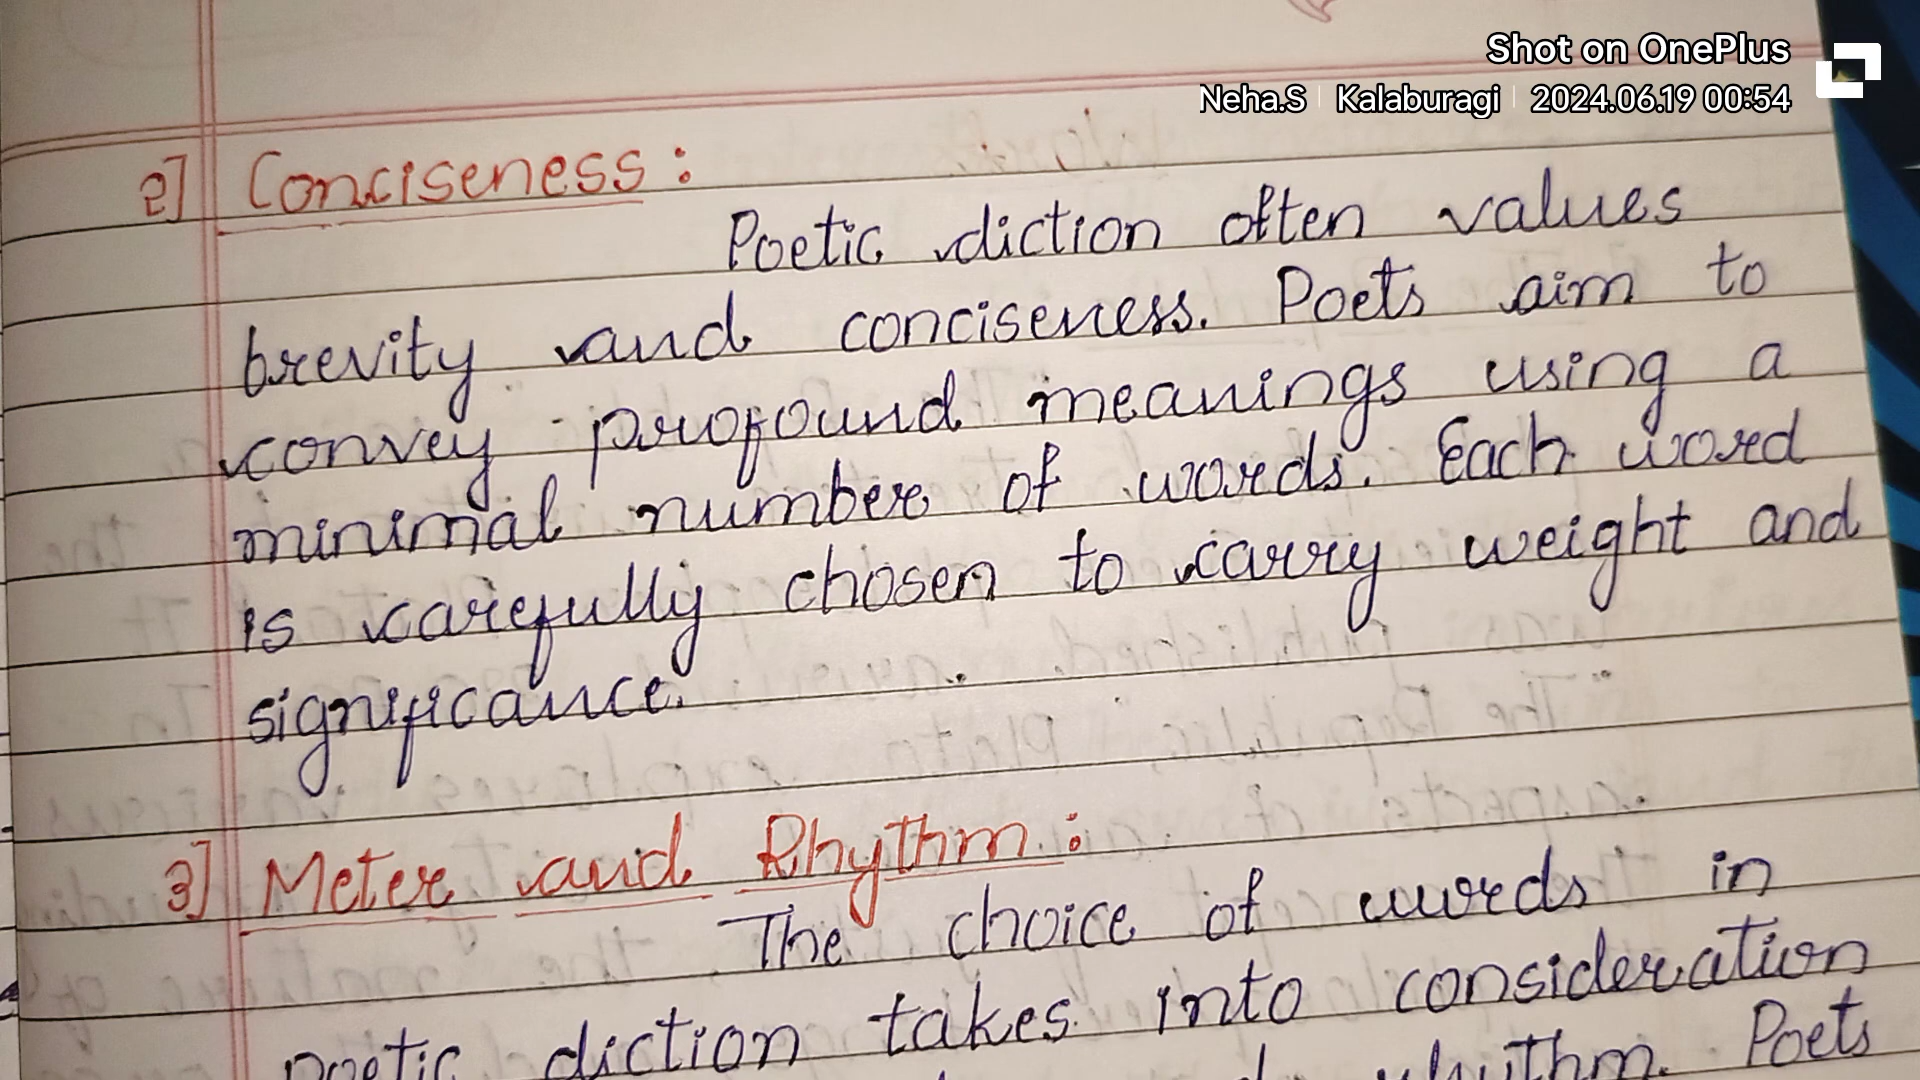 Shot on OnePlus
Neha.S | Kalaburagi | 2024.06.19 00:54
2] Conciseness :
Poetic diction often values
brevity and conciseness. Poets aim to
convey profound meanings using a
minimal number of words. Each word
is carefully chosen to carry weight and
significance.
3] Meter and Rhythm :
The choice of words in
poetic diction takes into consideration
rhythm. Poets